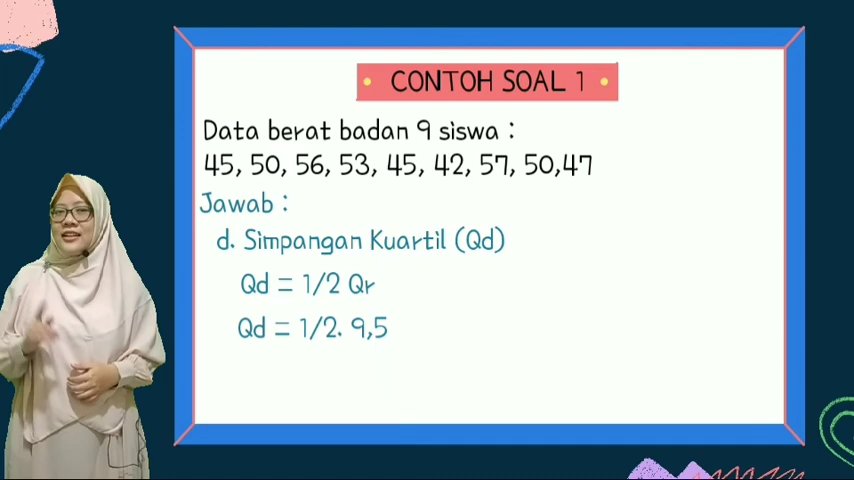 CONTOH SOAL 1
Data berat badan 9 siswa :
45, 50, 56, 53, 45, 42, 57, 50,47
Jawab :
d. Simpangan Kuartil (Qd)
Qd = 1/2 Qr
Qd = 1/2. 9,5